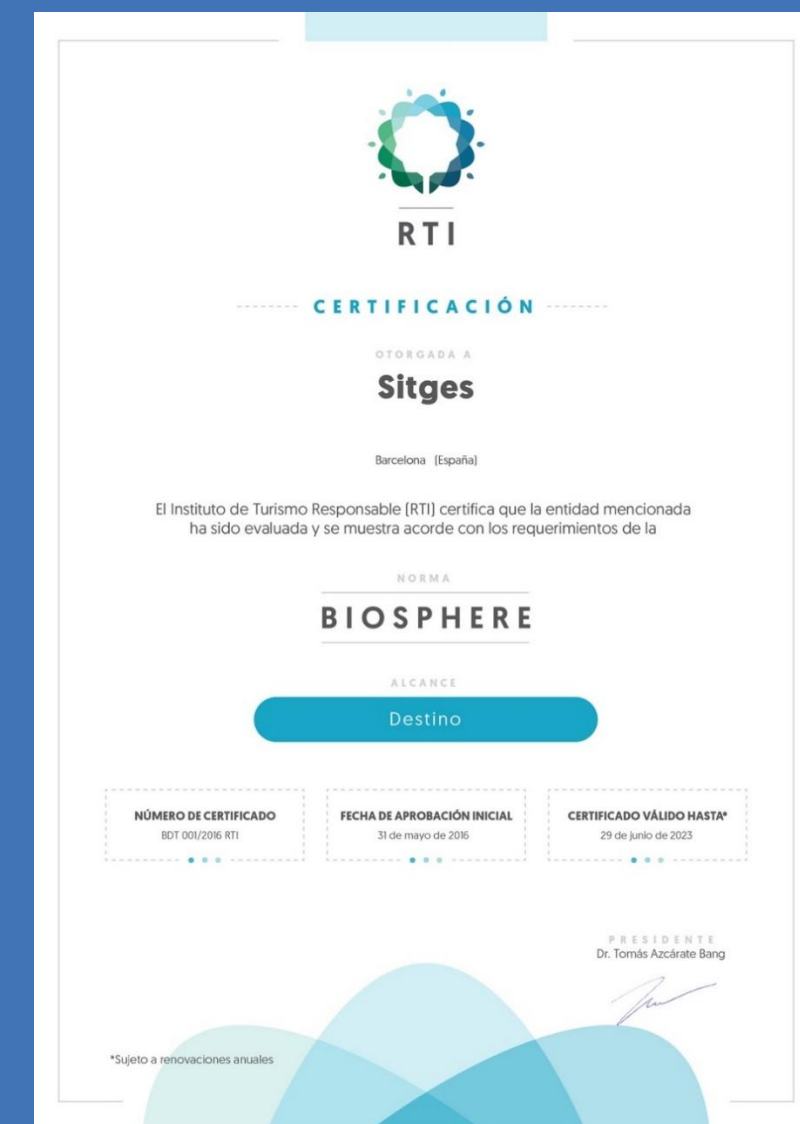 RTI
CERTIFICACIÓN
OTORGADA A
Sitges
Barcelona (España)
El Instituto de Turismo Responsable (RTI) certifica que la entidad mencionada
ha sido evaluada y se muestra acorde con los requerimientos de la
NORMA
BIOSPHERE
ALCANCE
Destino
NÚMERO DE CERTIFICADO
BDT 001/2016 RTI
FECHA DE APROBACIÓN INICIAL
31 de mayo de 2016
CERTIFICADO VÁLIDO HASTA*
29 de junio de 2023
PRESIDENTE
Dr. Tomás Azcárate Bang
*Sujeto a renovaciones anuales